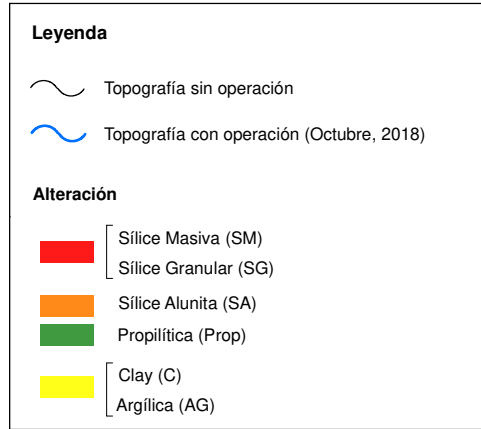 Leyenda
Topografía sin operación
Topografía con operación (Octubre, 2018)
Alteración
Sílice Masiva (SM)
Sílice Granular (SG)
Sílice Alunita (SA)
Propilítica (Prop)
Clay (C)
Argílica (AG)